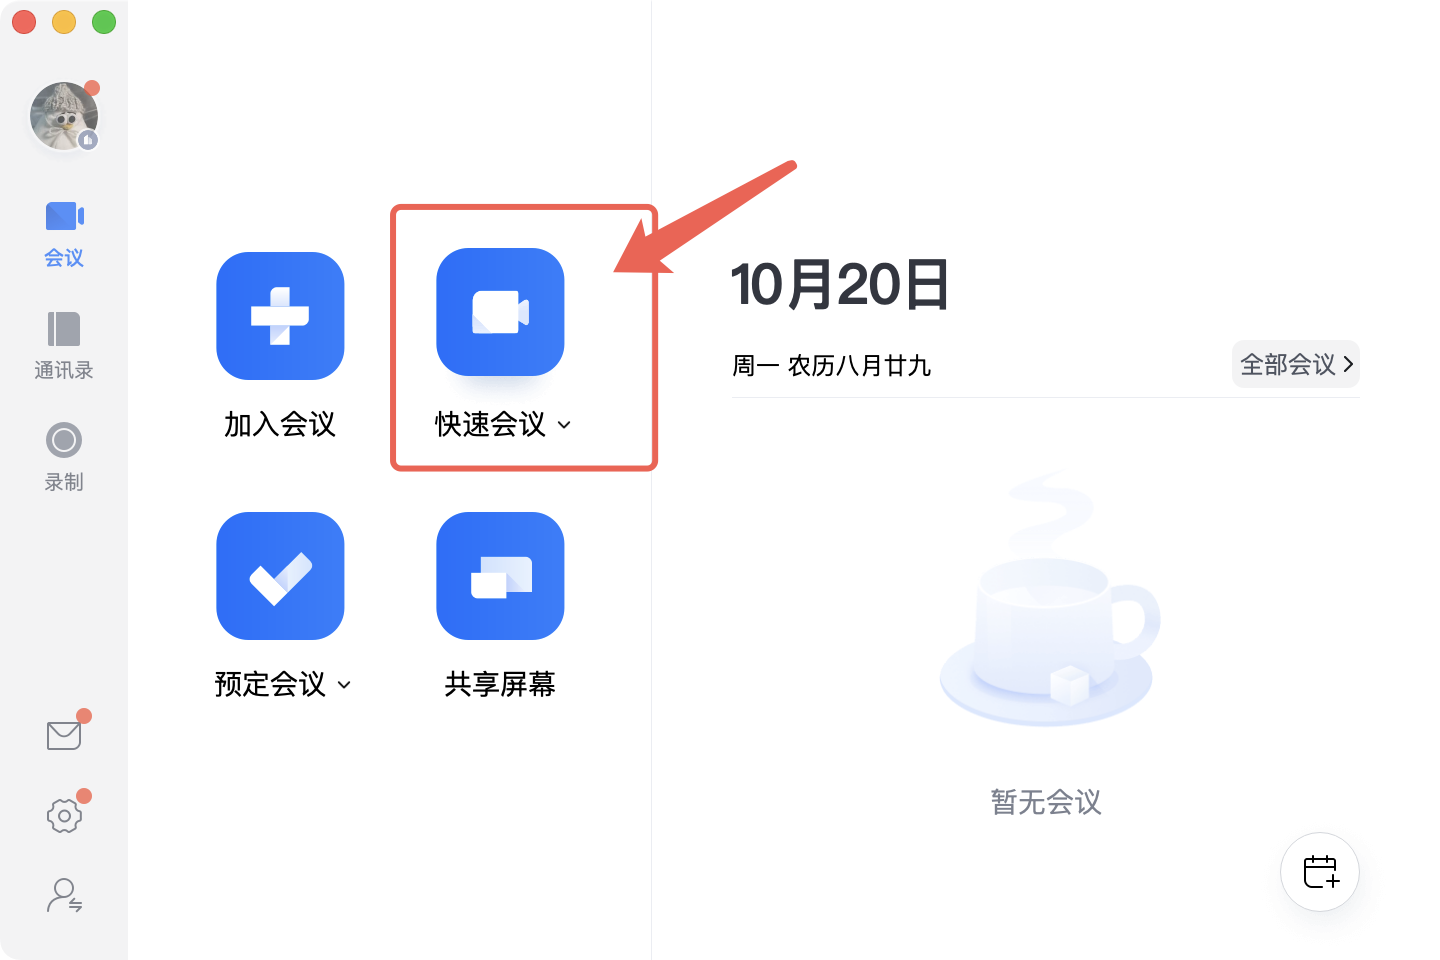 会议
通讯录
录制
加入会议
快速会议
预定会议
共享屏幕
10月20日
周一 农历八月廿九
全部会议
暂无会议